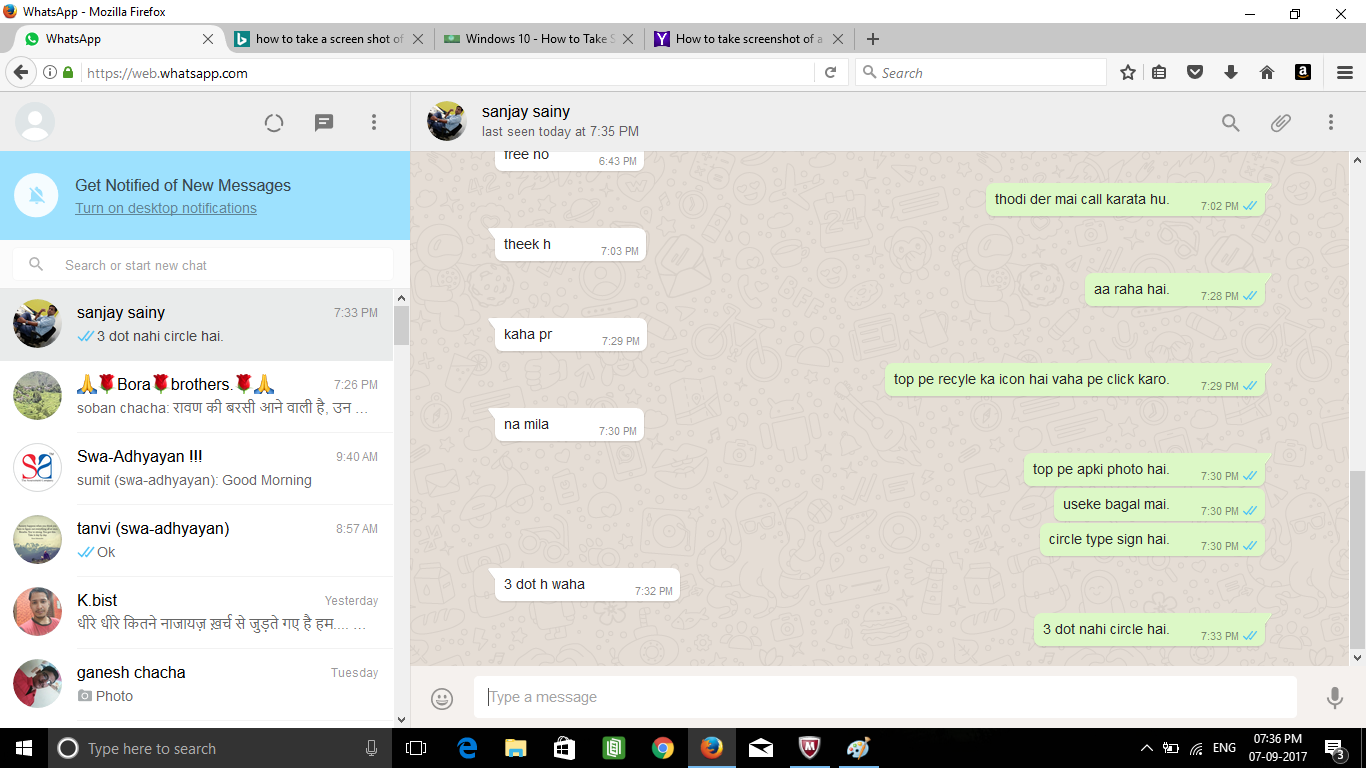 WhatsApp - Mozilla Firefox
WhatsApp
how to take a screen shot of
Windows 10 - How to Take S
How to take screenshot of a
https://web.whatsapp.com
Search
Get Notified of New Messages
Turn on desktop notifications
Search or start new chat
sanjay sainy 7:33 PM
3 dot nahi circle hai.
🙏🌹Bora🌹brothers.🌹🙏 7:26 PM
soban chacha: रावण की बरसी आने वाली है, उन ...
Swa-Adhyayan !!! 9:40 AM
sumit (swa-adhyayan): Good Morning
tanvi (swa-adhyayan) 8:57 AM
Ok
K.bist Yesterday
धीरे धीरे कितने नाजायज़ ख़र्च से जुड़ते गए है हम.... ...
ganesh chacha Tuesday
Photo
sanjay sainy
last seen today at 7:35 PM
free ho 6:43 PM
thodi der mai call karata hu. 7:02 PM
theek h 7:03 PM
aa raha hai. 7:28 PM
kaha pr 7:29 PM
top pe recyle ka icon hai vaha pe click karo. 7:29 PM
na mila 7:30 PM
top pe apki photo hai. 7:30 PM
useke bagal mai. 7:30 PM
circle type sign hai. 7:30 PM
3 dot h waha 7:32 PM
3 dot nahi circle hai. 7:33 PM
Type a message
Type here to search
ENG
07:36 PM
07-09-2017
3